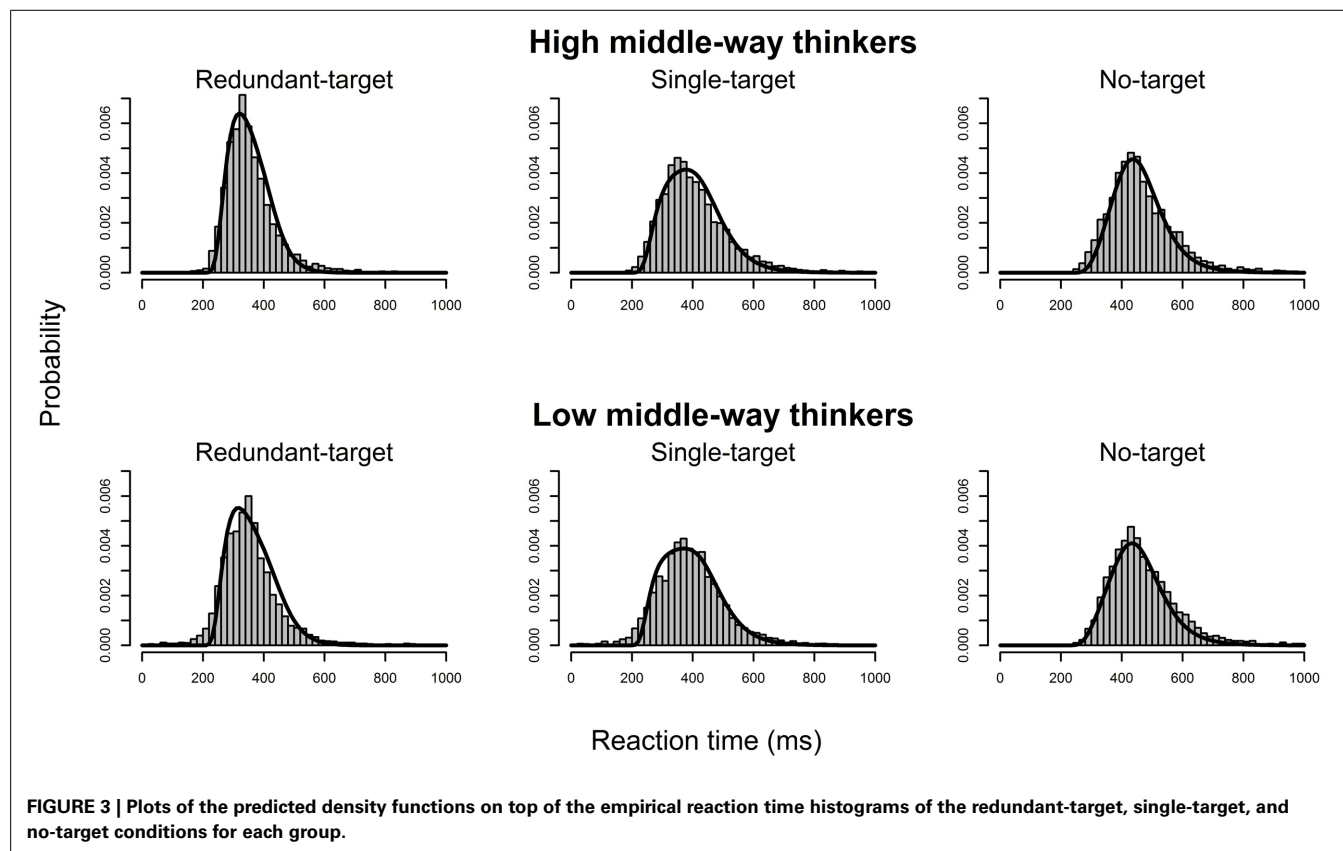 High middle-way thinkers
Redundant-target Single-target No-target
0.000 0.002 0.004 0.006
0 200 400 600 800 1000
0.000 0.002 0.004 0.006
0 200 400 600 800 1000
0.000 0.002 0.004 0.006
0 200 400 600 800 1000
Probability
Low middle-way thinkers
Redundant-target Single-target No-target
0.000 0.002 0.004 0.006
0 200 400 600 800 1000
0.000 0.002 0.004 0.006
0 200 400 600 800 1000
0.000 0.002 0.004 0.006
0 200 400 600 800 1000
Reaction time (ms)
FIGURE 3 | Plots of the predicted density functions on top of the empirical reaction time histograms of the redundant-target, single-target, and
no-target conditions for each group.